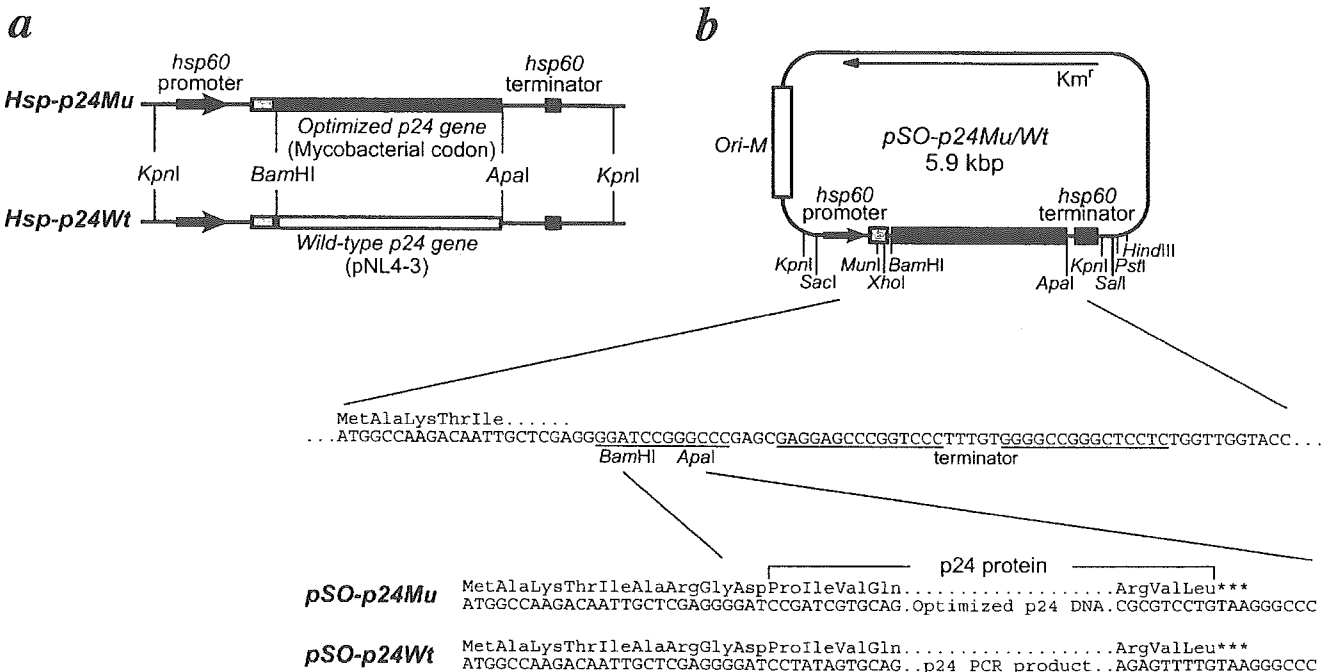 a
b
hsp60
promoter
hsp60
terminator
Hsp-p24Mu
Optimized p24 gene
(Mycobacterial codon)
KpnI
BamHI
ApaI
KpnI
Hsp-p24Wt
Wild-type p24 gene
(pNL4-3)
Kmr
Ori-M
pSO-p24Mu/Wt
5.9 kbp
hsp60
promoter
hsp60
terminator
KpnI
SacI
MunI
XhoI
BamHI
ApaI
KpnI
SalI
PstI
HindIII
MetAlaLysThrIle......
...ATGGCCAAGACAATTGCTCGAGGGGATCCGGGCCCGAGCGAGGAGCCCGGTCCCTTTGTGGGGCCGGGCTCCTCTGGTTGGTACC...
BamHI ApaI terminator
p24 protein
pSO-p24Mu
MetAlaLysThrIleAlaArgGlyAspProIleValGln...................ArgValLeu***
ATGGCCAAGACAATTGCTCGAGGGGATCCGATCGTGCAG.Optimized p24 DNA.CGCGTCCTGTAAGGGCCC
pSO-p24Wt
MetAlaLysThrIleAlaArgGlyAspProIleValGln...................ArgValLeu***
ATGGCCAAGACAATTGCTCGAGGGGATCCTATAGTGCAG..p24 PCR product..AGAGTTTTGTAAGGGCCC